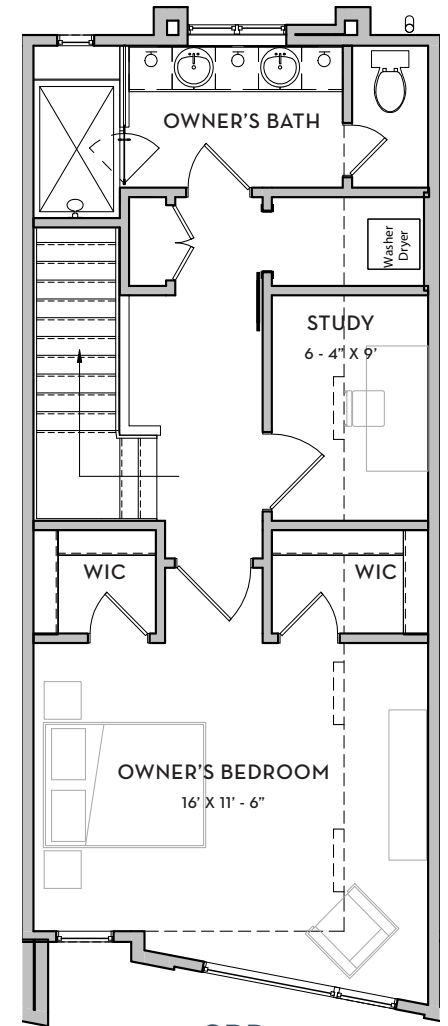 OWNER'S BATH
Washer
Dryer
STUDY
6 - 4" X 9'
WIC
WIC
OWNER'S BEDROOM
16' X 11' - 6"